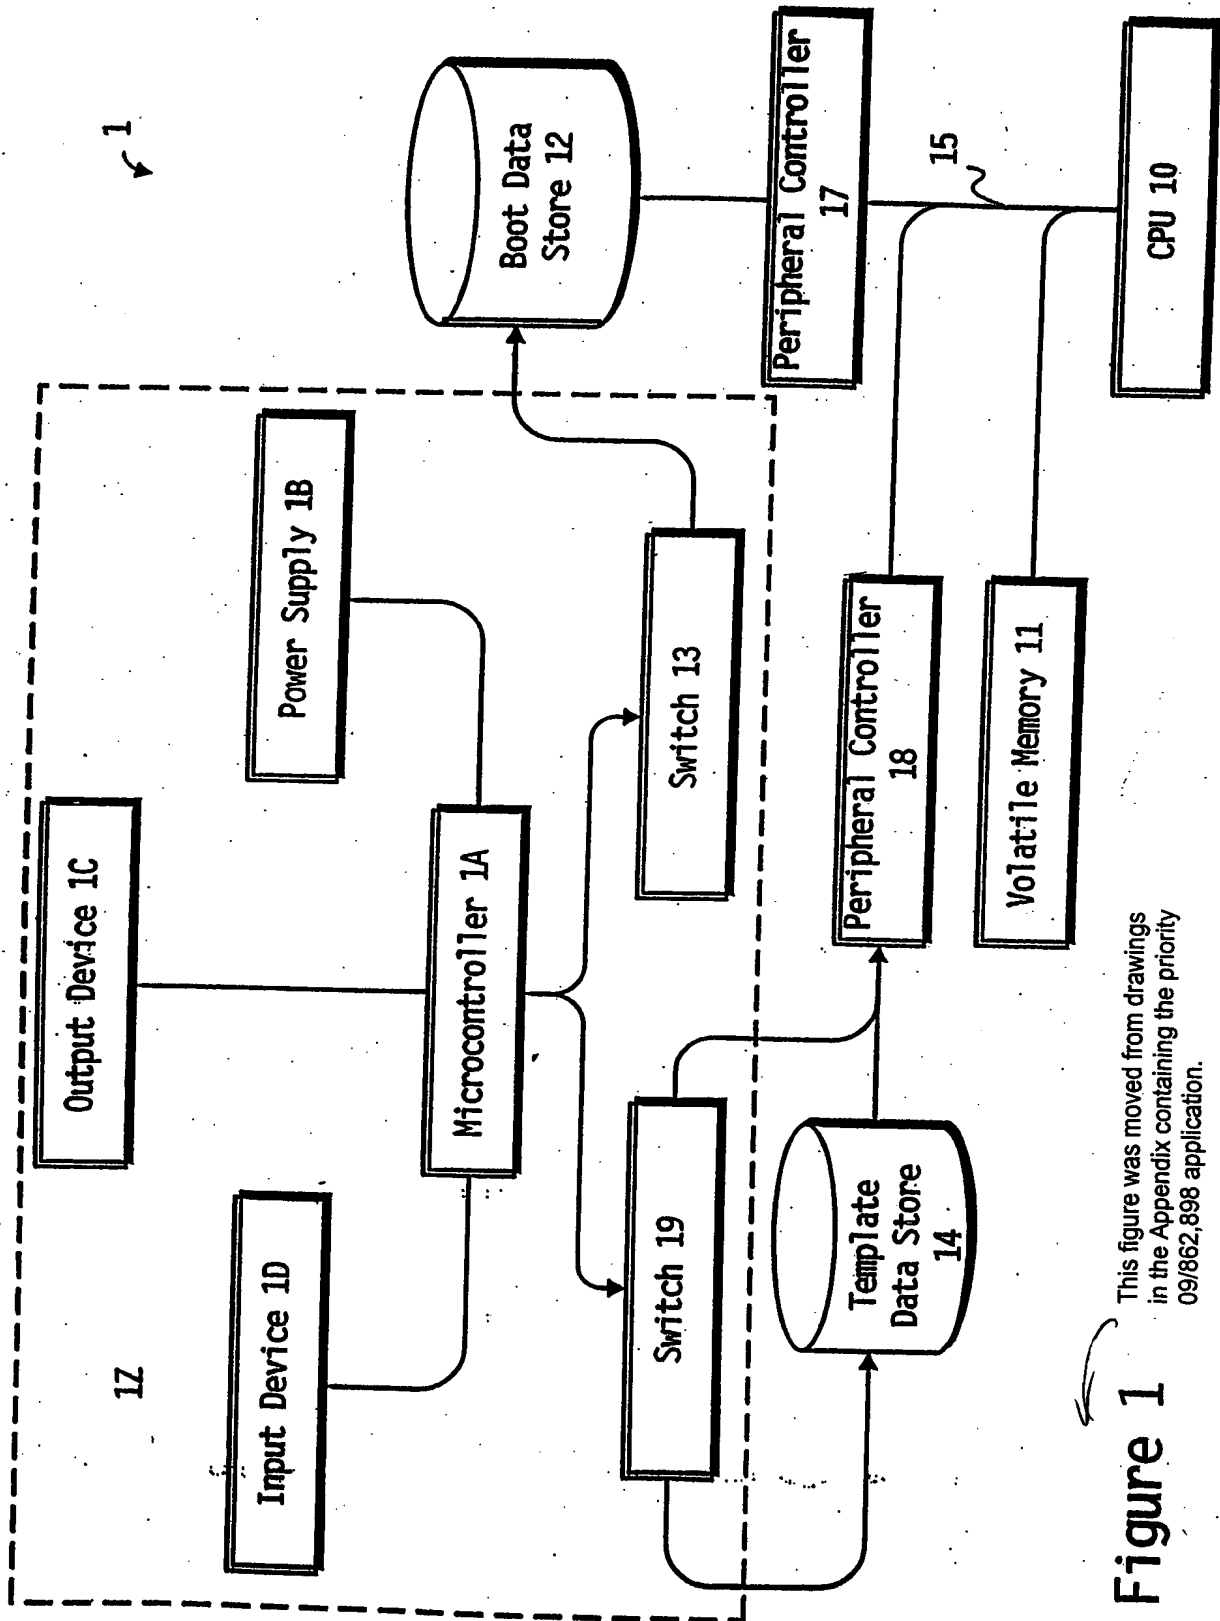 1
1Z
Output Device 1C
Input Device 1D
Power Supply 1B
Microcontroller 1A
Switch 19
Switch 13
Boot Data
Store 12
Template
Data Store
14
Peripheral Controller
18
Peripheral Controller
17
Volatile Memory 11
15
CPU 10
Figure 1
This figure was moved from drawings
in the Appendix containing the priority
09/862,898 application.